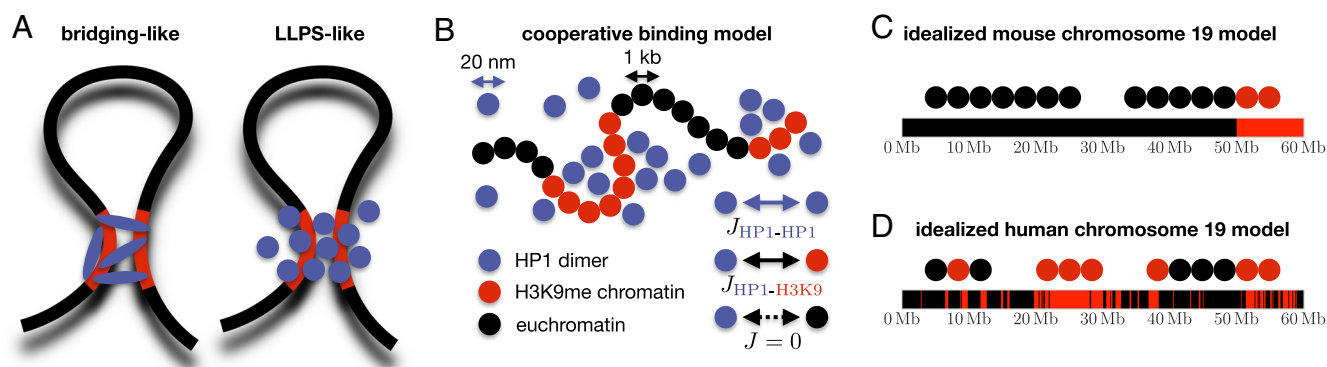 A
bridging-like
LLPS-like
B
cooperative binding model
20 nm
1 kb
J_HP1-HP1
J_HP1-H3K9
J = 0
HP1 dimer
H3K9me chromatin
euchromatin
C
idealized mouse chromosome 19 model
0 Mb 10 Mb 20 Mb 30 Mb 40 Mb 50 Mb 60 Mb
D
idealized human chromosome 19 model
0 Mb 10 Mb 20 Mb 30 Mb 40 Mb 50 Mb 60 Mb